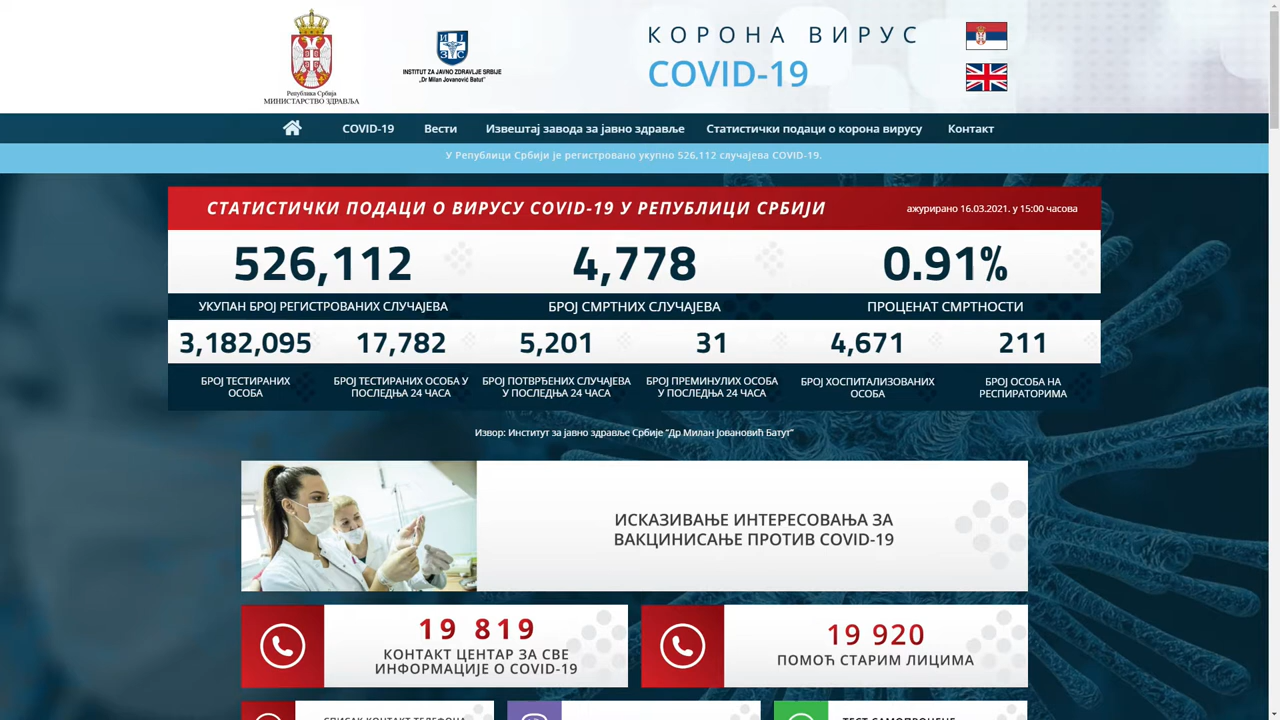 Република Србија
МИНИСТАРСТВО ЗДРАВЉА
И Ј
З С
INSTITUT ZA JAVNO ZDRAVLJE SRBIJE
„Dr Milan Jovanović Batut"
КОРОНА ВИРУС
COVID-19
COVID-19 Вести Извештај завода за јавно здравље Статистички подаци о корона вирусу Контакт
У Републици Србији је регистровано укупно 526,112 случајева COVID-19.
СТАТИСТИЧКИ ПОДАЦИ О ВИРУСУ COVID-19 У РЕПУБЛИЦИ СРБИЈИ
ажурирано 16.03.2021. у 15:00 часова
526,112 4,778 0.91%
УКУПАН БРОЈ РЕГИСТРОВАНИХ СЛУЧАЈЕВА БРОЈ СМРТНИХ СЛУЧАЈЕВА ПРОЦЕНАТ СМРТНОСТИ
3,182,095 17,782 5,201 31 4,671 211
БРОЈ ТЕСТИРАНИХ
ОСОБА
БРОЈ ТЕСТИРАНИХ ОСОБА У
ПОСЛЕДЊА 24 ЧАСА
БРОЈ ПОТВРЂЕНИХ СЛУЧАЈЕВА
У ПОСЛЕДЊА 24 ЧАСА
БРОЈ ПРЕМИНУЛИХ ОСОБА
У ПОСЛЕДЊА 24 ЧАСА
БРОЈ ХОСПИТАЛИЗОВАНИХ
ОСОБА
БРОЈ ОСОБА НА
РЕСПИРАТОРИМА
Извор: Институт за јавно здравље Србије "Др Милан Јовановић Батут"
ИСКАЗИВАЊЕ ИНТЕРЕСОВАЊА ЗА
ВАКЦИНИСАЊЕ ПРОТИВ COVID-19
19 819
КОНТАКТ ЦЕНТАР ЗА СВЕ
ИНФОРМАЦИЈЕ О COVID-19
19 920
ПОМОЋ СТАРИМ ЛИЦИМА
СПИСАК КОНТАКТ ТЕЛЕФОНА
ТЕСТ САМОПРОЦЕНЕ